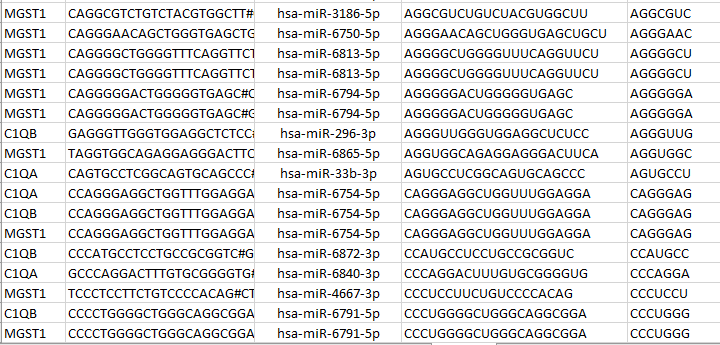 MGST1 CAGGCGTCTGTCTACGTGGCTT# hsa-miR-3186-5p AGGCGUCUGUCUACGUGGCUU AGGCGUC
MGST1 CAGGGAACAGCTGGGTGAGCTG hsa-miR-6750-5p AGGGAACAGCUGGGUGAGCUGCU AGGGAAC
MGST1 CAGGGGCTGGGGTTTCAGGTTCT hsa-miR-6813-5p AGGGGCUGGGGUUUCAGGUUCU AGGGGCU
MGST1 CAGGGGCTGGGGTTTCAGGTTCT hsa-miR-6813-5p AGGGGCUGGGGUUUCAGGUUCU AGGGGCU
MGST1 CAGGGGGACTGGGGGTGAGC#C hsa-miR-6794-5p AGGGGGACUGGGGGUGAGC AGGGGGA
MGST1 CAGGGGGACTGGGGGTGAGC#G hsa-miR-6794-5p AGGGGGACUGGGGGUGAGC AGGGGGA
C1QB GAGGGTTGGGTGGAGGCTCTCC# hsa-miR-296-3p AGGGUUGGGUGGAGGCUCUCC AGGGUUG
MGST1 TAGGTGGCAGAGGAGGGACTTC hsa-miR-6865-5p AGGUGGCAGAGGAGGGACUUCA AGGUGGC
C1QA CAGTGCCTCGGCAGTGCAGCCC# hsa-miR-33b-3p AGUGCCUCGGCAGUGCAGCCC AGUGCCU
C1QA CCAGGGAGGCTGGTTTGGAGGA hsa-miR-6754-5p CAGGGAGGCUGGUUUGGAGGA CAGGGAG
C1QB CCAGGGAGGCTGGTTTGGAGGA hsa-miR-6754-5p CAGGGAGGCUGGUUUGGAGGA CAGGGAG
MGST1 CCAGGGAGGCTGGTTTGGAGGA hsa-miR-6754-5p CAGGGAGGCUGGUUUGGAGGA CAGGGAG
C1QB CCCATGCCTCCTGCCGCGGTC#G hsa-miR-6872-3p CCAUGCCUCCUGCCGCGGUC CCAUGCC
C1QA GCCCAGGACTTTGTGCGGGGTG# hsa-miR-6840-3p CCCAGGACUUUGUGCGGGGUG CCCAGGA
MGST1 TCCCTCCTTCTGTCCCCACAG#CT hsa-miR-4667-3p CCCUCCUUCUGUCCCCACAG CCCUCCU
C1QB CCCCTGGGGCTGGGCAGGCGGA hsa-miR-6791-5p CCCUGGGGCUGGGCAGGCGGA CCCUGGG
MGST1 CCCCTGGGGCTGGGCAGGCGGA hsa-miR-6791-5p CCCUGGGGCUGGGCAGGCGGA CCCUGGG